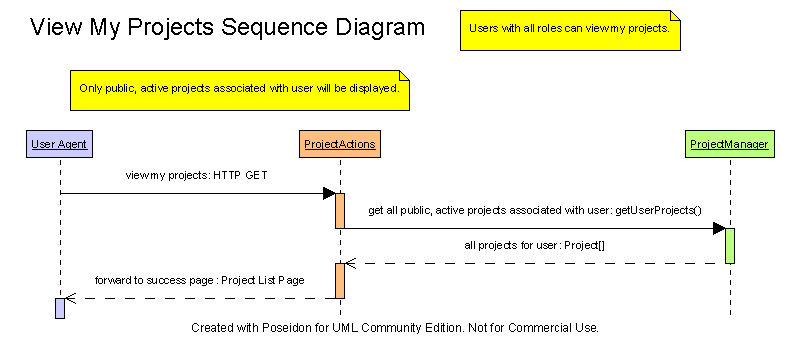 View My Projects Sequence Diagram
Users with all roles can view my projects.
Only public, active projects associated with user will be displayed.
User Agent
ProjectActions
ProjectManager
view my projects: HTTP GET
get all public, active projects associated with user: getUserProjects()
all projects for user: Project[]
forward to success page : Project List Page
Created with Poseidon for UML Community Edition. Not for Commercial Use.